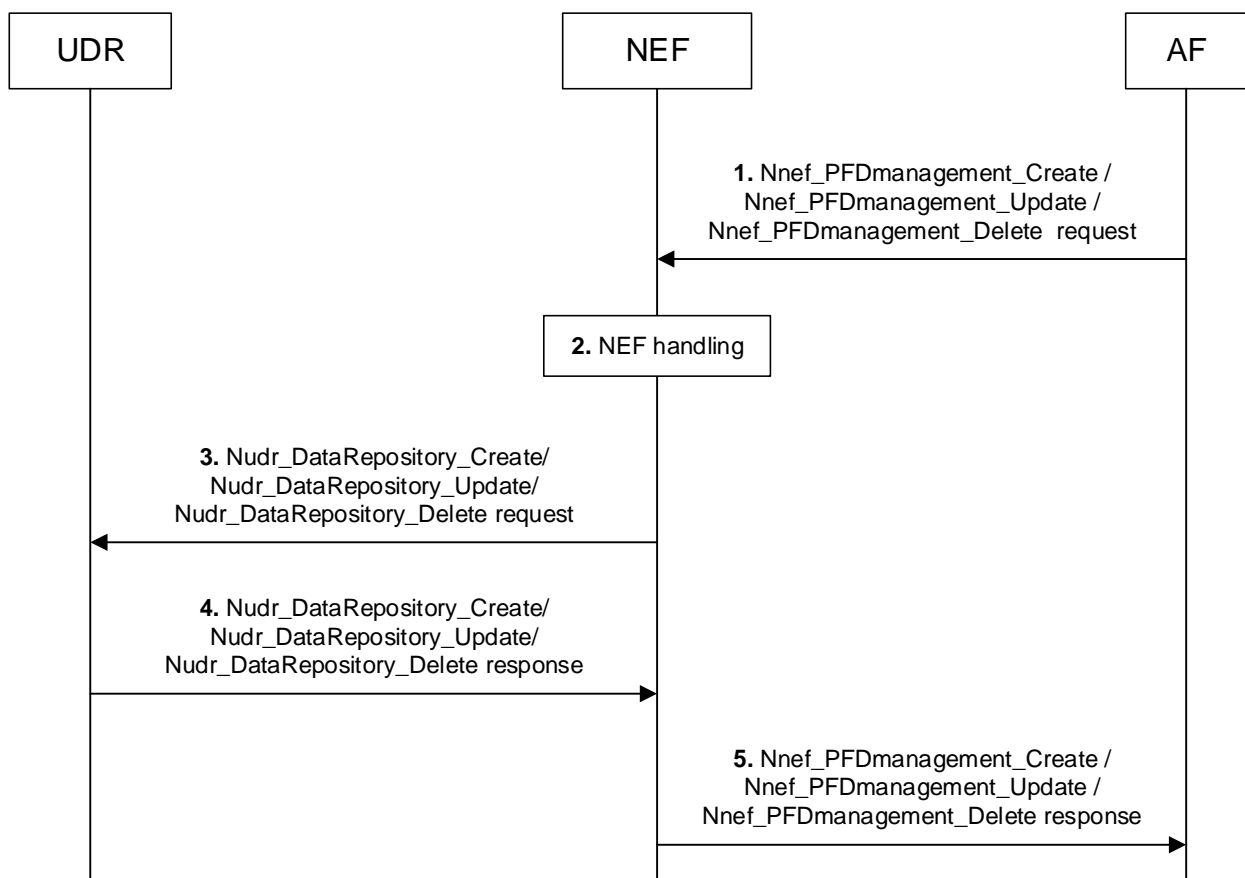 UDR
NEF
AF
1. Nnef_PFDmanagement_Create /
Nnef_PFDmanagement_Update /
Nnef_PFDmanagement_Delete  request
2. NEF handling
3. Nudr_DataRepository_Create/
Nudr_DataRepository_Update/
Nudr_DataRepository_Delete request
4. Nudr_DataRepository_Create/
Nudr_DataRepository_Update/
Nudr_DataRepository_Delete response
5. Nnef_PFDmanagement_Create /
Nnef_PFDmanagement_Update /
Nnef_PFDmanagement_Delete response